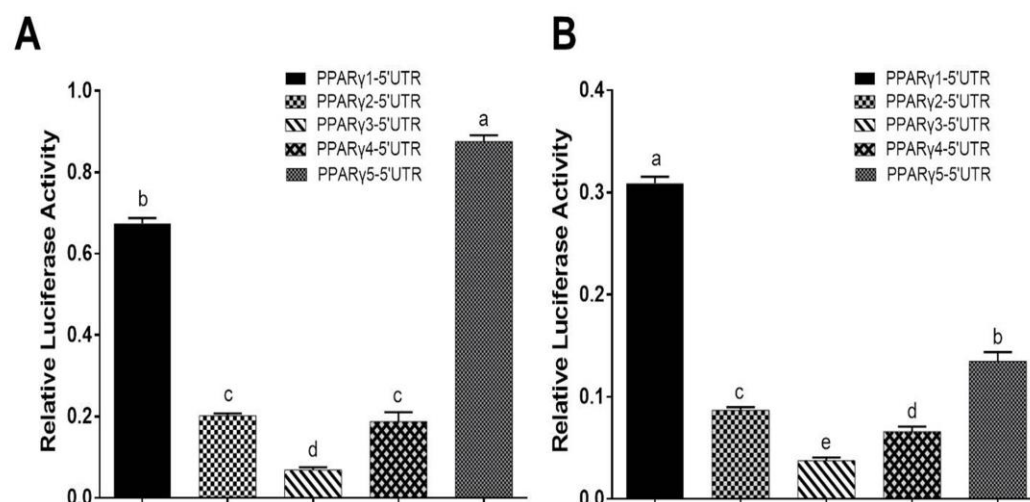 A
Relative Luciferase Activity
1.0
0.8
0.6
0.4
0.2
0.0
PPARγ1-5'UTR
PPARγ2-5'UTR
PPARγ3-5'UTR
PPARγ4-5'UTR
PPARγ5-5'UTR
b
c
d
c
a
B
Relative Luciferase Activity
0.4
0.3
0.2
0.1
0.0
PPARγ1-5'UTR
PPARγ2-5'UTR
PPARγ3-5'UTR
PPARγ4-5'UTR
PPARγ5-5'UTR
a
c
e
d
b